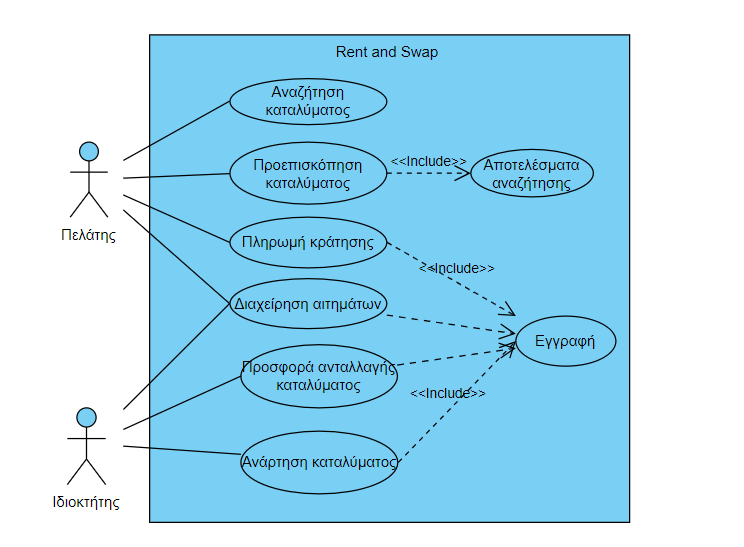 Rent and Swap
Αναζήτηση
καταλύματος
Προεπισκόπηση
καταλύματος
<<Include>>
Αποτελέσματα
αναζήτησης
Πελάτης
Πληρωμή κράτησης
<<Include>>
Διαχείρηση αιτημάτων
Εγγραφή
Προσφορά ανταλλαγής
καταλύματος
<<Include>>
Ανάρτηση καταλύματος
Ιδιοκτήτης